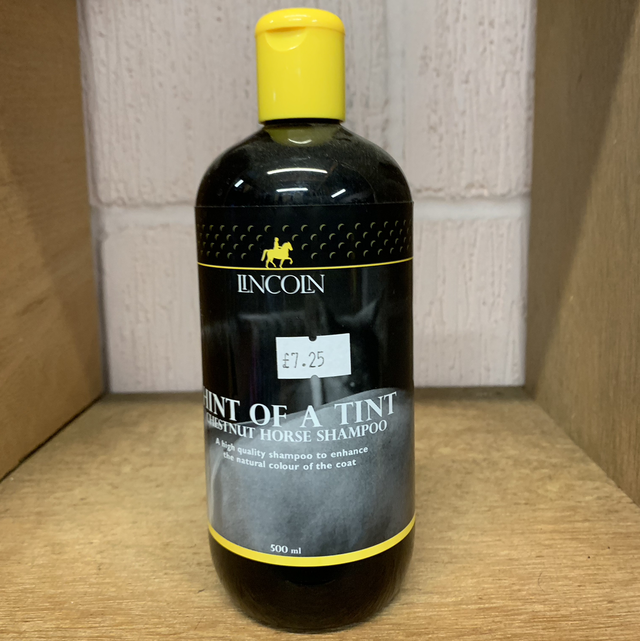 LINCOLN
£7.25
HINT OF A TINT
CHESTNUT HORSE SHAMPOO
A high quality shampoo to enhance
the natural colour of the coat
500 ml